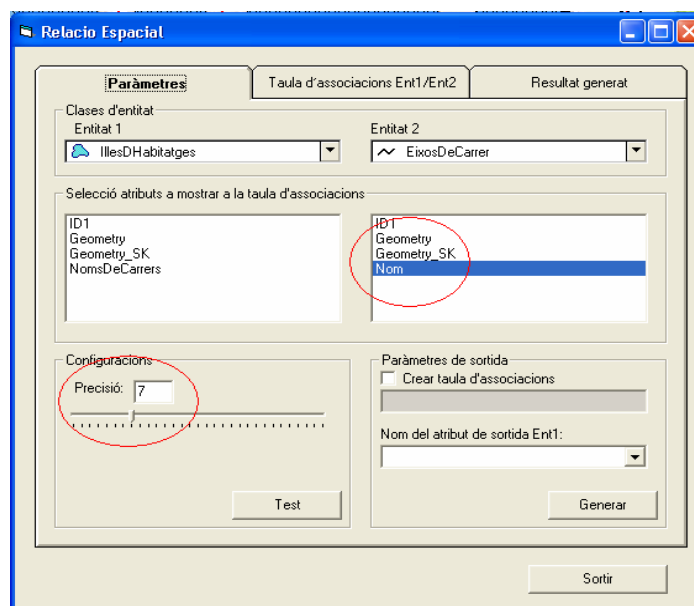 Relacio Espacial
Paràmetres
Taula d'associacions Ent1/Ent2
Resultat generat
Clases d'entitat
Entitat 1
Entitat 2
IllesDHabitatges
EixosDeCarrer
Selecció atributs a mostrar a la taula d'associacions
ID1
Geometry
Geometry_SK
NomsDeCarrers
ID1
Geometry
Geometry_SK
Nom
Configuracions
Precisió: 7
Test
Paràmetres de sortida
Crear taula d'associacions
Nom del atribut de sortida Ent1:
Generar
Sortir